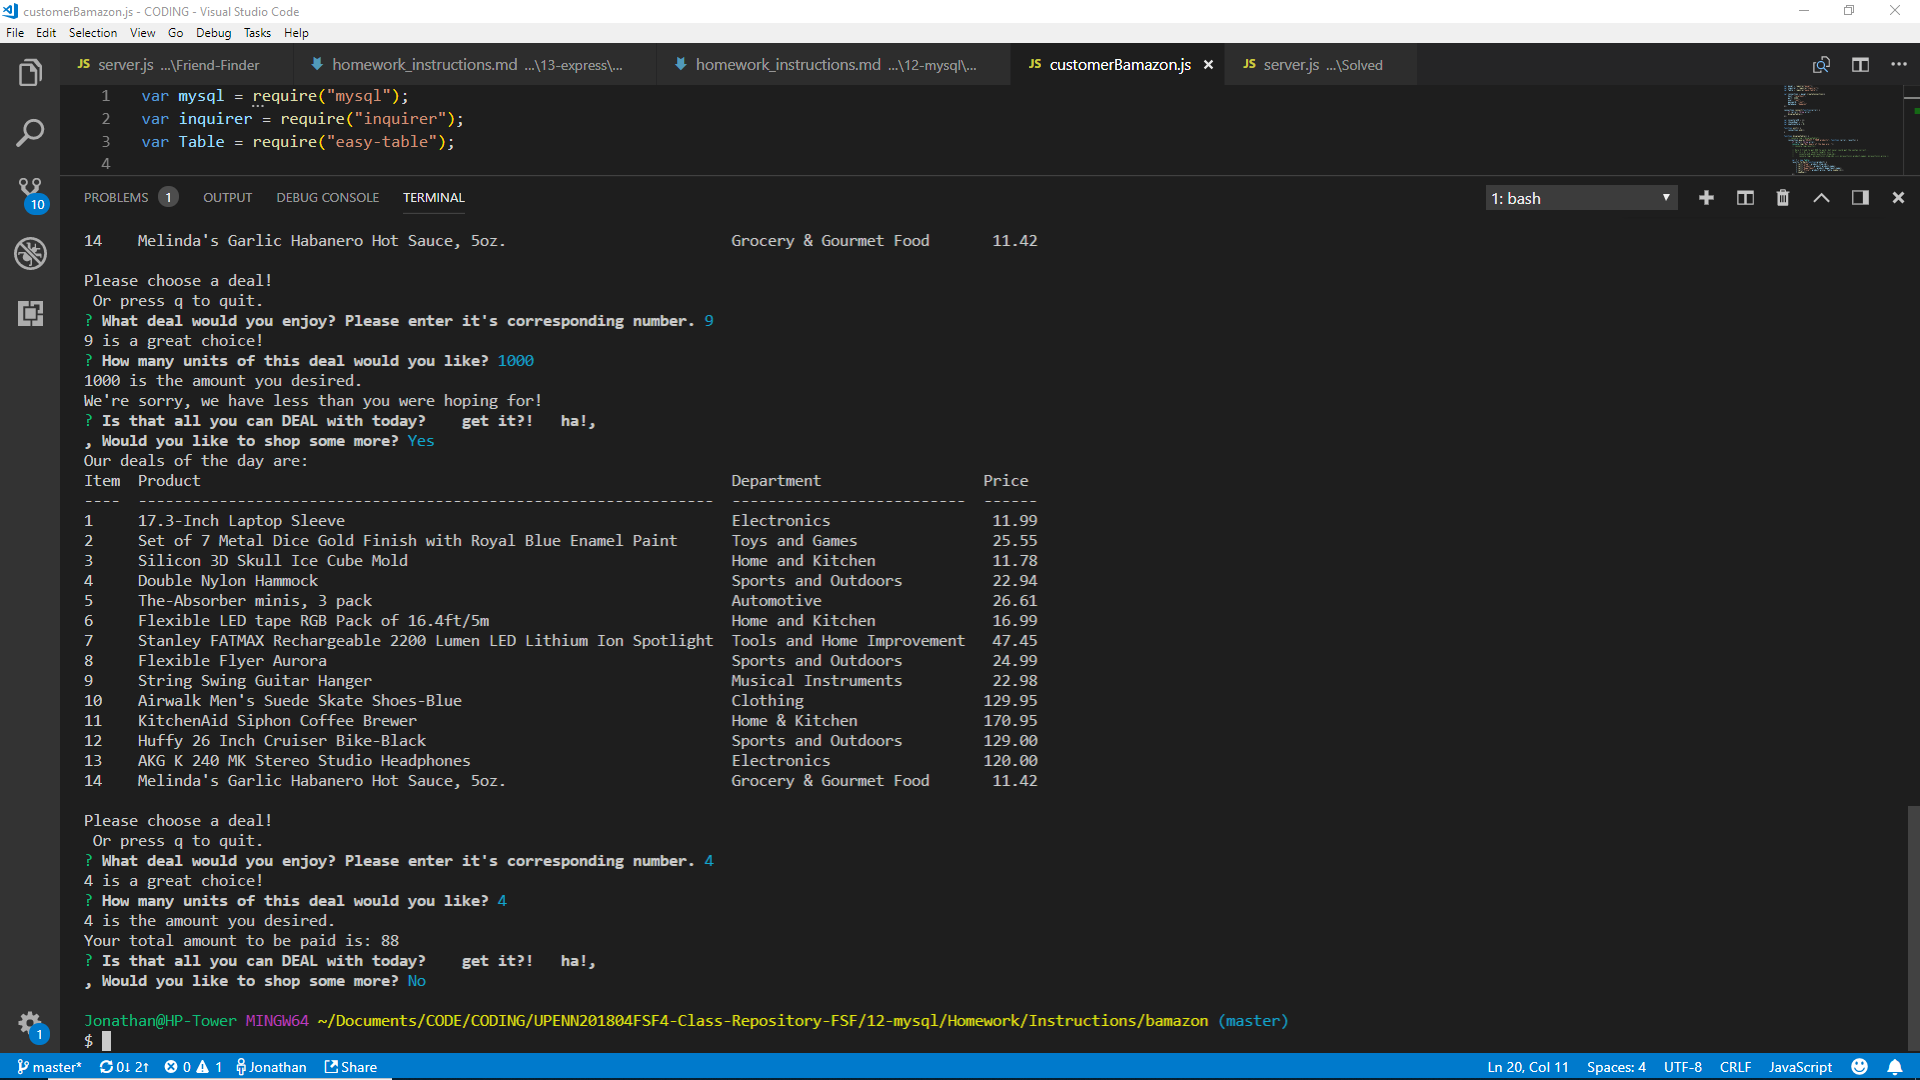 customerBamazon.js - CODING - Visual Studio Code
File Edit Selection View Go Debug Tasks Help
JS server.js ...\Friend-Finder homework_instructions.md ...\13-express\... homework_instructions.md ...\12-mysql\... JS customerBamazon.js × JS server.js ...\Solved
1 var mysql = require("mysql");
2 var inquirer = require("inquirer");
3 var Table = require("easy-table");
4
10
PROBLEMS 1 OUTPUT DEBUG CONSOLE TERMINAL 1: bash
14 Melinda's Garlic Habanero Hot Sauce, 5oz. Grocery & Gourmet Food 11.42
Please choose a deal!
Or press q to quit.
? What deal would you enjoy? Please enter it's corresponding number. 9
9 is a great choice!
? How many units of this deal would you like? 1000
1000 is the amount you desired.
We're sorry, we have less than you were hoping for!
? Is that all you can DEAL with today? get it?! ha!,
, Would you like to shop some more? Yes
Our deals of the day are:
Item Product Department Price
---- ---------------------------------------------------------------- -------------------------- ------
1 17.3-Inch Laptop Sleeve Electronics 11.99
2 Set of 7 Metal Dice Gold Finish with Royal Blue Enamel Paint Toys and Games 25.55
3 Silicon 3D Skull Ice Cube Mold Home and Kitchen 11.78
4 Double Nylon Hammock Sports and Outdoors 22.94
5 The-Absorber minis, 3 pack Automotive 26.61
6 Flexible LED tape RGB Pack of 16.4ft/5m Home and Kitchen 16.99
7 Stanley FATMAX Rechargeable 2200 Lumen LED Lithium Ion Spotlight Tools and Home Improvement 47.45
8 Flexible Flyer Aurora Sports and Outdoors 24.99
9 String Swing Guitar Hanger Musical Instruments 22.98
10 Airwalk Men's Suede Skate Shoes-Blue Clothing 129.95
11 KitchenAid Siphon Coffee Brewer Home & Kitchen 170.95
12 Huffy 26 Inch Cruiser Bike-Black Sports and Outdoors 129.00
13 AKG K 240 MK Stereo Studio Headphones Electronics 120.00
14 Melinda's Garlic Habanero Hot Sauce, 5oz. Grocery & Gourmet Food 11.42
Please choose a deal!
Or press q to quit.
? What deal would you enjoy? Please enter it's corresponding number. 4
4 is a great choice!
? How many units of this deal would you like? 4
4 is the amount you desired.
Your total amount to be paid is: 88
? Is that all you can DEAL with today? get it?! ha!,
, Would you like to shop some more? No
Jonathan@HP-Tower MINGW64 ~/Documents/CODE/CODING/UPENN201804FSF4-Class-Repository-FSF/12-mysql/Homework/Instructions/bamazon (master)
$
1
master* 0↓ 2↑ 0 1 Jonathan Share Ln 20, Col 11 Spaces: 4 UTF-8 CRLF JavaScript